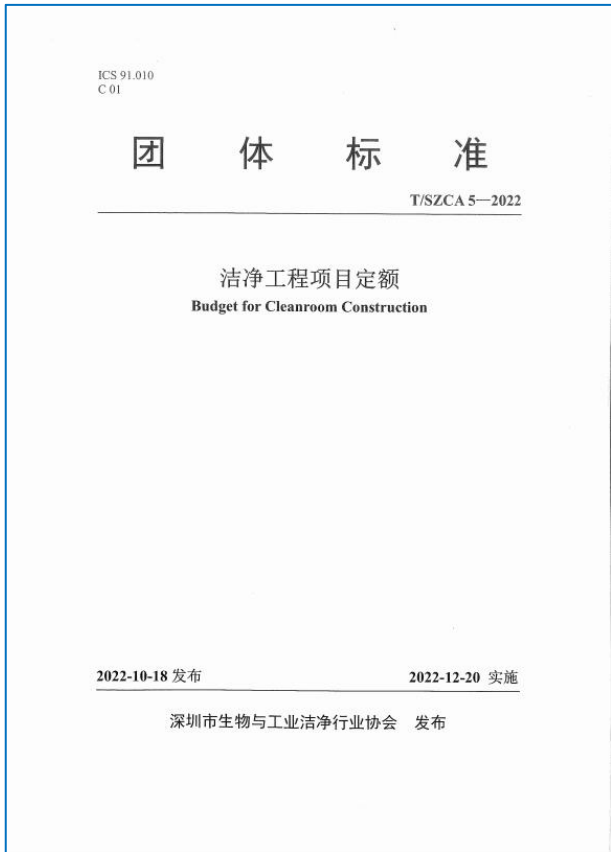 ICS 91.010
C 01
团 体 标 准
T/SZCA 5—2022
洁净工程项目定额
Budget for Cleanroom Construction
2022-10-18 发布 2022-12-20 实施
深圳市生物与工业洁净行业协会 发布